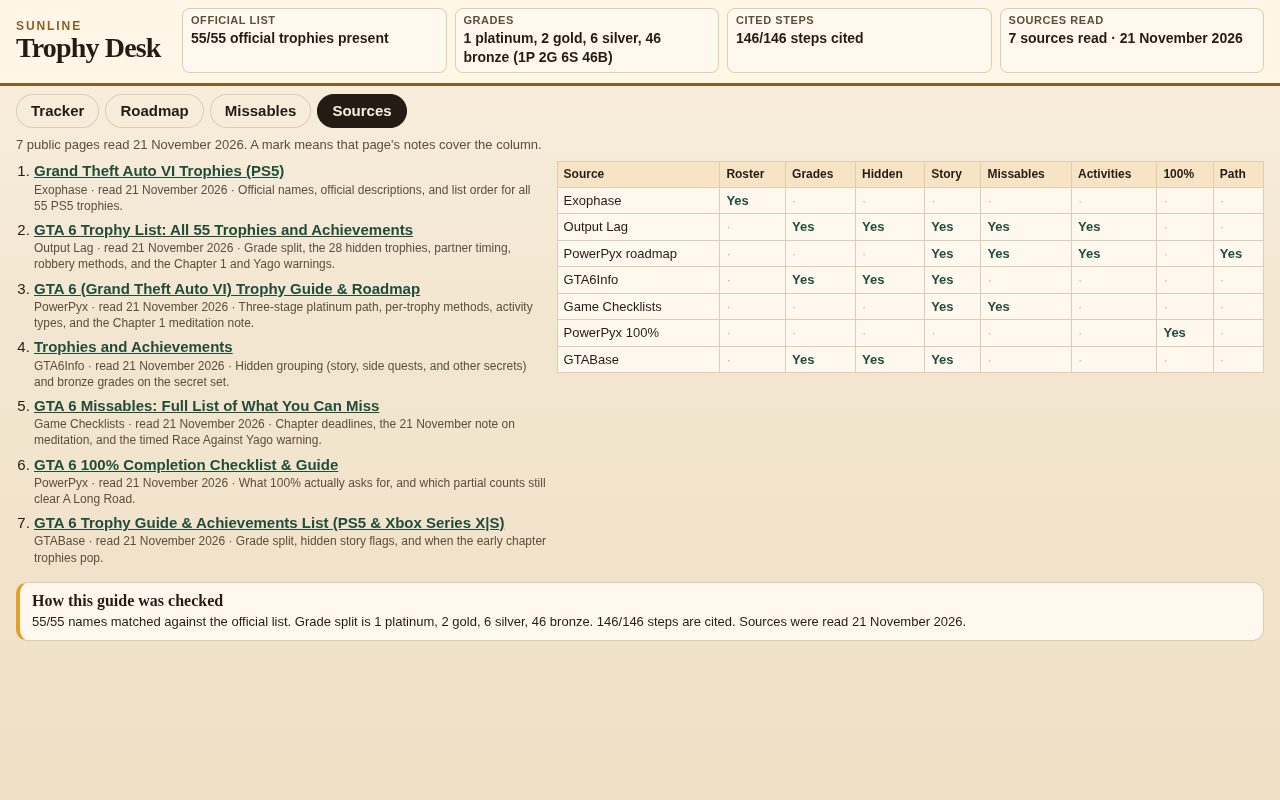 SUNLINE
Trophy Desk
OFFICIAL LIST
55/55 official trophies present
GRADES
1 platinum, 2 gold, 6 silver, 46
bronze (1P 2G 6S 46B)
CITED STEPS
146/146 steps cited
SOURCES READ
7 sources read · 21 November 2026
Tracker Roadmap Missables Sources
7 public pages read 21 November 2026. A mark means that page's notes cover the column.
1. Grand Theft Auto VI Trophies (PS5)
Exophase · read 21 November 2026 · Official names, official descriptions, and list order for all
55 PS5 trophies.
2. GTA 6 Trophy List: All 55 Trophies and Achievements
Output Lag · read 21 November 2026 · Grade split, the 28 hidden trophies, partner timing,
robbery methods, and the Chapter 1 and Yago warnings.
3. GTA 6 (Grand Theft Auto VI) Trophy Guide & Roadmap
PowerPyx · read 21 November 2026 · Three-stage platinum path, per-trophy methods, activity
types, and the Chapter 1 meditation note.
4. Trophies and Achievements
GTA6Info · read 21 November 2026 · Hidden grouping (story, side quests, and other secrets)
and bronze grades on the secret set.
5. GTA 6 Missables: Full List of What You Can Miss
Game Checklists · read 21 November 2026 · Chapter deadlines, the 21 November note on
meditation, and the timed Race Against Yago warning.
6. GTA 6 100% Completion Checklist & Guide
PowerPyx · read 21 November 2026 · What 100% actually asks for, and which partial counts still
clear A Long Road.
7. GTA 6 Trophy Guide & Achievements List (PS5 & Xbox Series X|S)
GTABase · read 21 November 2026 · Grade split, hidden story flags, and when the early chapter
trophies pop.
Source Roster Grades Hidden Story Missables Activities 100% Path
Exophase Yes · · · · · · ·
Output Lag · Yes Yes Yes Yes Yes · ·
PowerPyx roadmap · · · Yes Yes Yes · Yes
GTA6Info · Yes Yes Yes · · · ·
Game Checklists · · · Yes Yes · · ·
PowerPyx 100% · · · · · · Yes ·
GTABase · Yes Yes Yes · · · ·
How this guide was checked
55/55 names matched against the official list. Grade split is 1 platinum, 2 gold, 6 silver, 46 bronze. 146/146 steps are cited. Sources were read 21 November 2026.